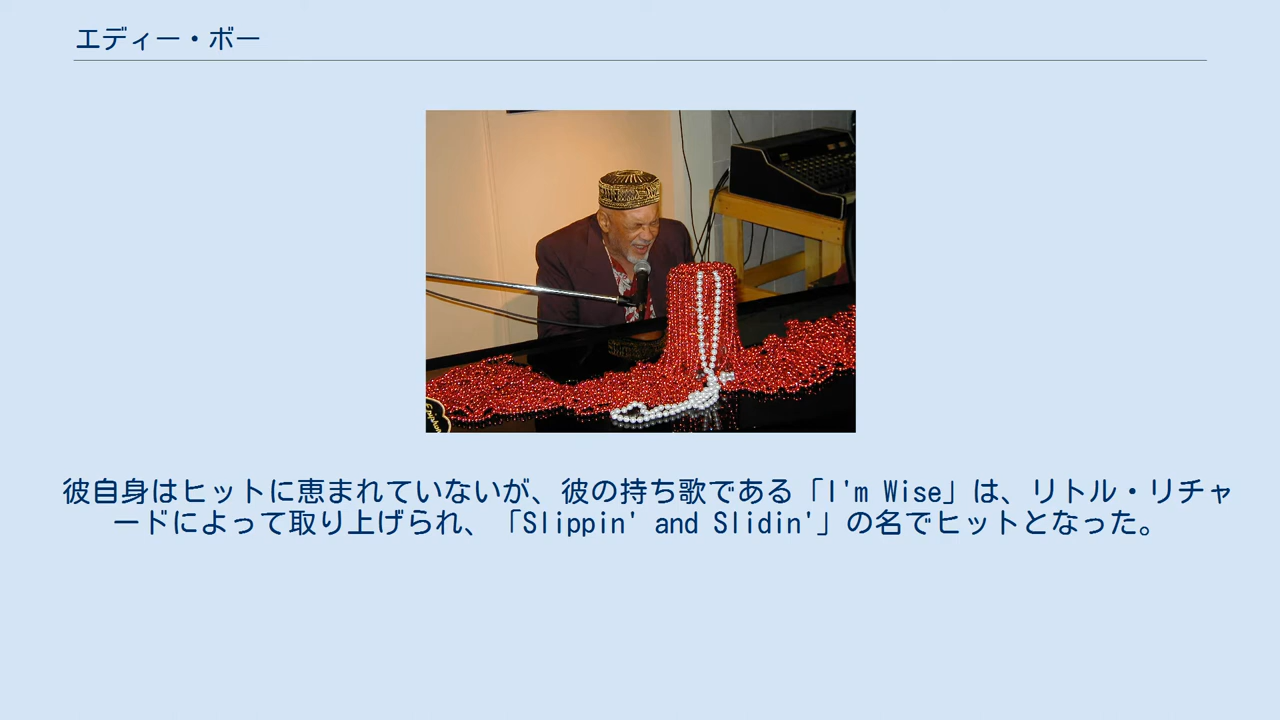 エディー・ボー
彼自身はヒットに恵まれていないが、彼の持ち歌である「I'm Wise」は、リトル・リチャ
ードによって取り上げられ、「Slippin' and Slidin'」の名でヒットとなった。
Epiphone